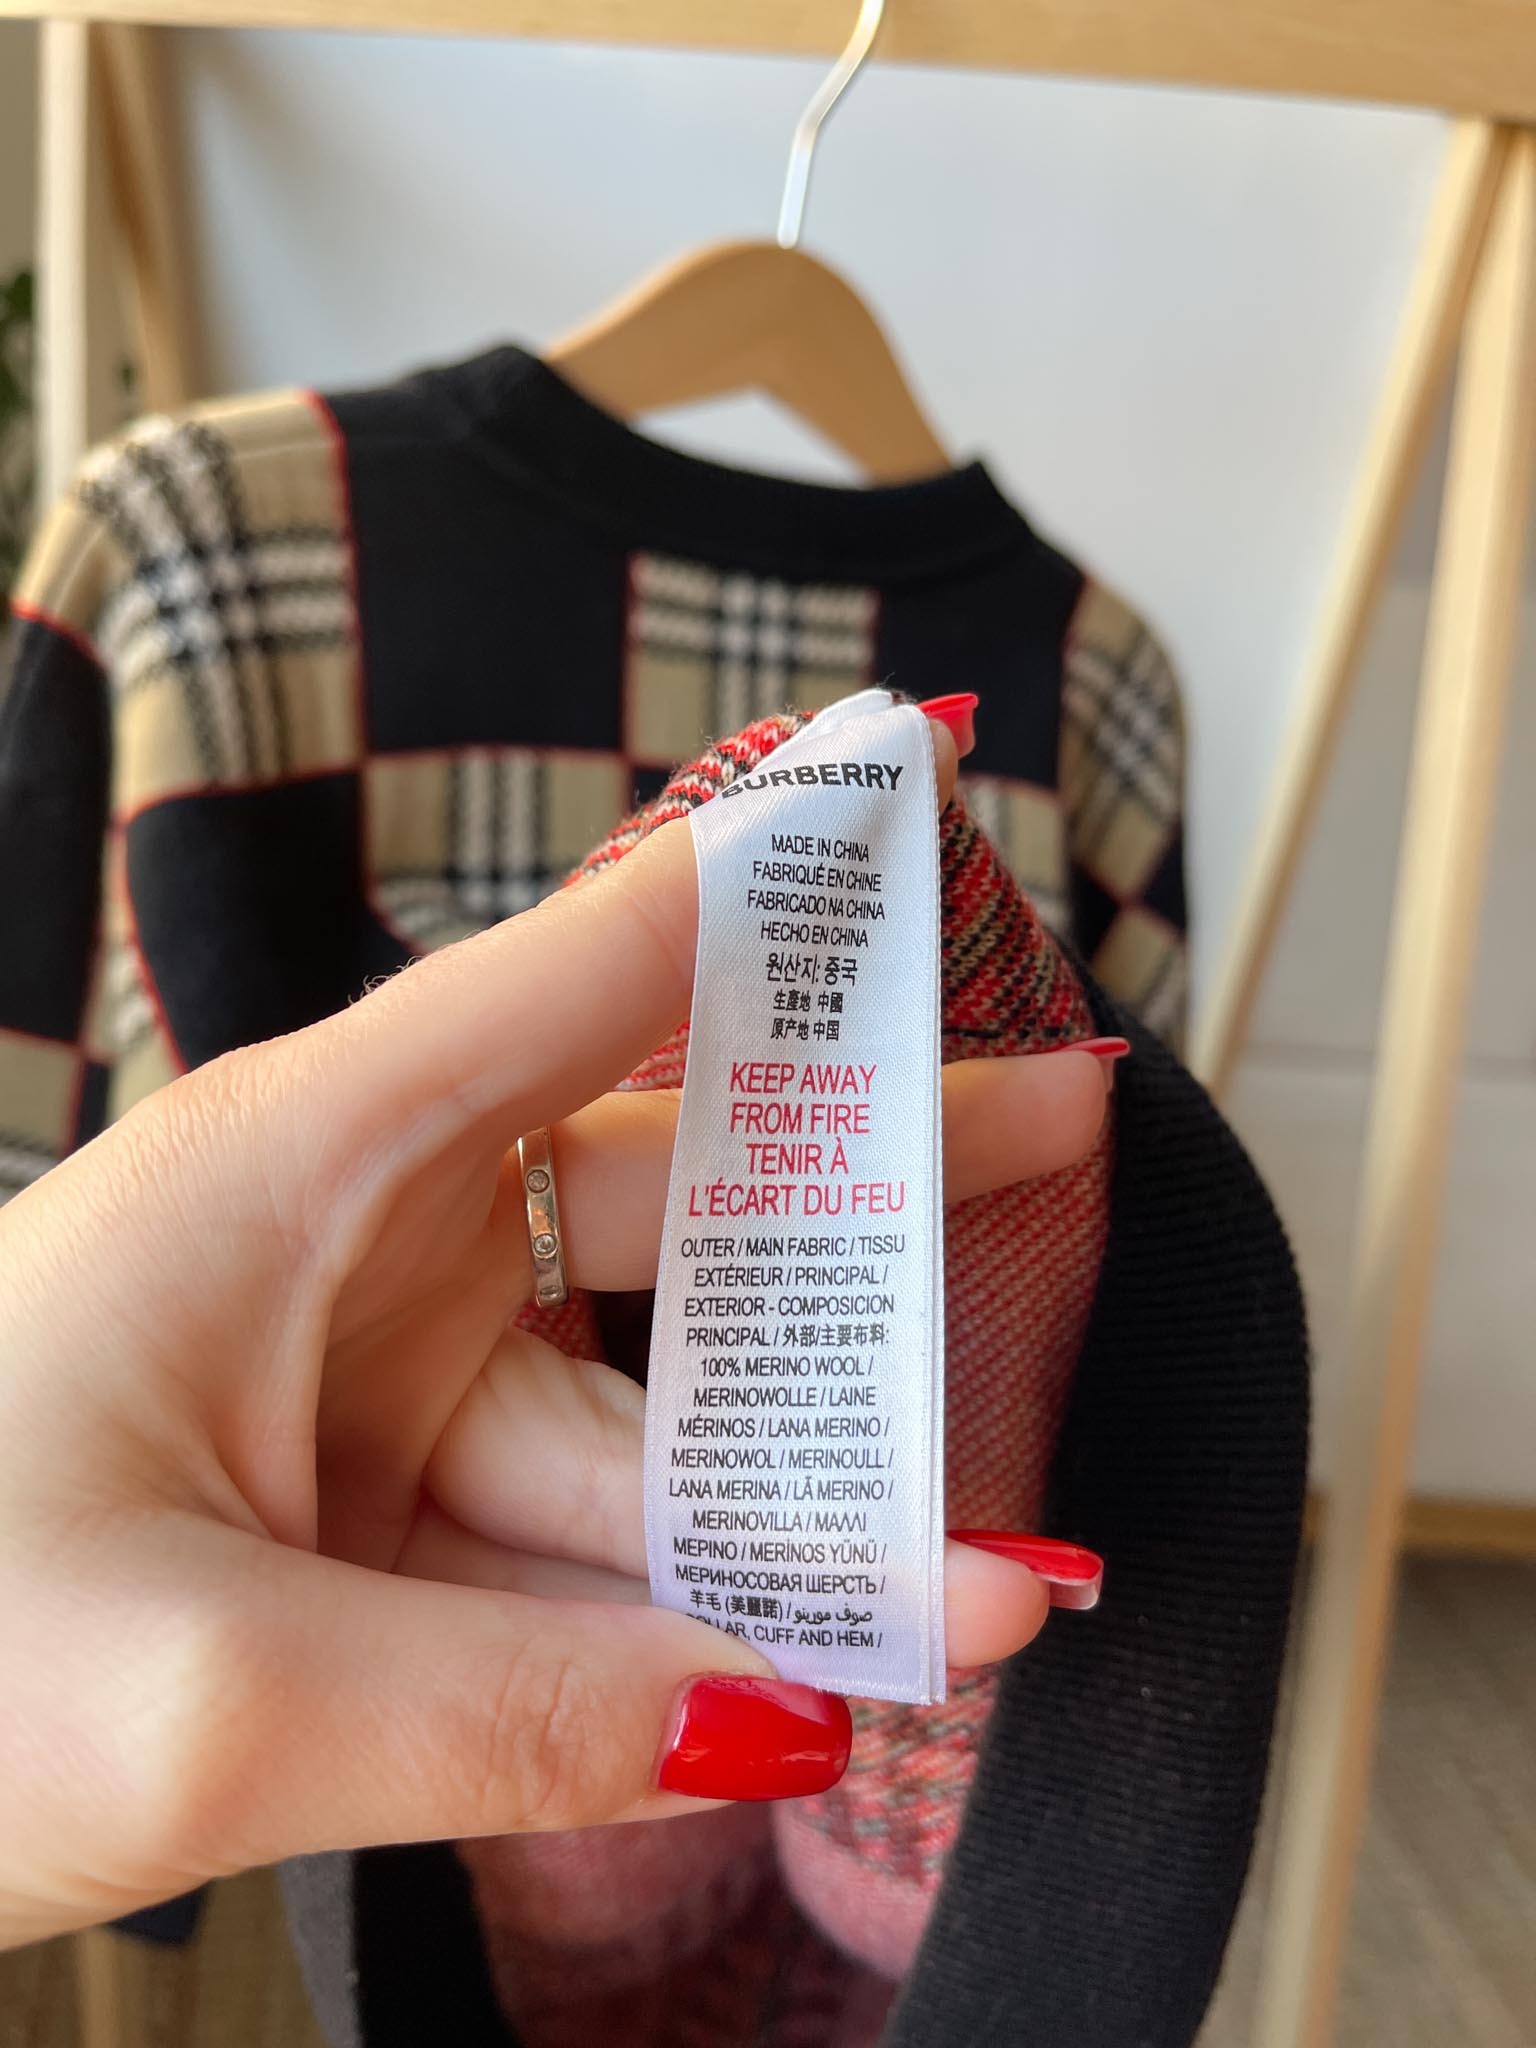 BURBERRY
MADE IN CHINA
FABRIQUÉ EN CHINE
FABRICADO NA CHINA
HECHO EN CHINA
원산지: 중국
生產地 中國
原产地 中国
KEEP AWAY
FROM FIRE
TENIR À
L'ÉCART DU FEU
OUTER / MAIN FABRIC / TISSU
EXTÉRIEUR / PRINCIPAL /
EXTERIOR - COMPOSICION
PRINCIPAL / 外部/主要布料:
100% MERINO WOOL /
MERINOWOLLE / LAINE
MÉRINOS / LANA MERINO /
MERINOWOL / MERINOULL /
LANA MERINA / LÃ MERINO /
MERINOVILLA / ΜΑΛΛΙ
ΜΕΡΙΝΟ / MERİNOS YÜNÜ /
МЕРИНОСОВАЯ ШЕРСТЬ /
羊毛 (美麗諾) / صوف مورينو
CUFF AND HEM /